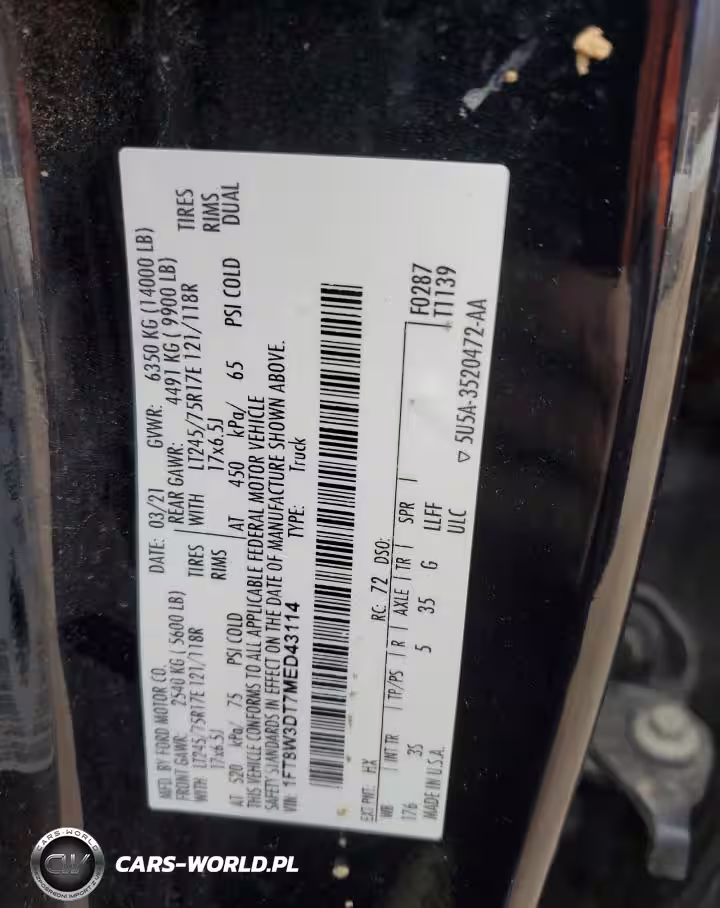 MFD. BY FORD MOTOR CO.
DATE: 03/21 GVWR: 6350 KG (14000 LB)
FRONT GAWR: 2540 KG ( 5600 LB)
REAR GAWR: 4491 KG ( 9900 LB)
WITH LT245/75R17E 121/118R TIRES
WITH LT245/75R17E 121/118R TIRES
17x6.5J RIMS
17x6.5J RIMS
AT 520 kPa/ 75 PSI COLD
AT 450 kPa/ 65 PSI COLD DUAL
THIS VEHICLE CONFORMS TO ALL APPLICABLE FEDERAL MOTOR VEHICLE
SAFETY STANDARDS IN EFFECT ON THE DATE OF MANUFACTURE SHOWN ABOVE.
VIN: 1FT8W3DT7MED43114
TYPE: Truck
EXT PNT: HX RC: 72 DSO:
WB INT TR TP/PS R AXLE TR SPR
176 3S 5 35 G LLFF
ULC
F0287
T1139
MADE IN U.S.A.
▽ 5U5A-3520472-AA
CARS-WORLD
CW
CARS-WORLD.PL